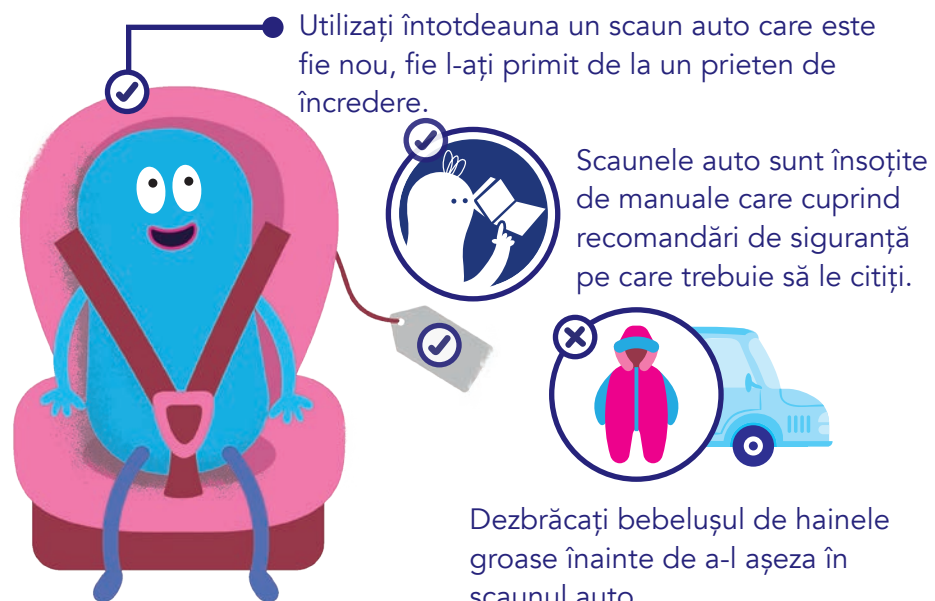 Utilizați întotdeauna un scaun auto care este
fie nou, fie l-ați primit de la un prieten de
încredere.
Scaunele auto sunt însoțite
de manuale care cuprind
recomandări de siguranță
pe care trebuie să le citiți.
Dezbrăcați bebelușul de hainele
groase înainte de a-l așeza în
scaunul auto